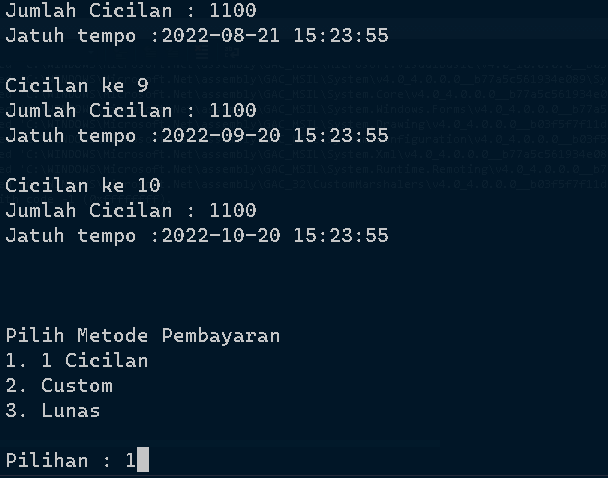 Jumlah Cicilan : 1100
Jatuh tempo :2022-08-21 15:23:55
Cicilan ke 9
Jumlah Cicilan : 1100
Jatuh tempo :2022-09-20 15:23:55
Cicilan ke 10
Jumlah Cicilan : 1100
Jatuh tempo :2022-10-20 15:23:55
Pilih Metode Pembayaran
1. 1 Cicilan
2. Custom
3. Lunas
Pilihan : 1